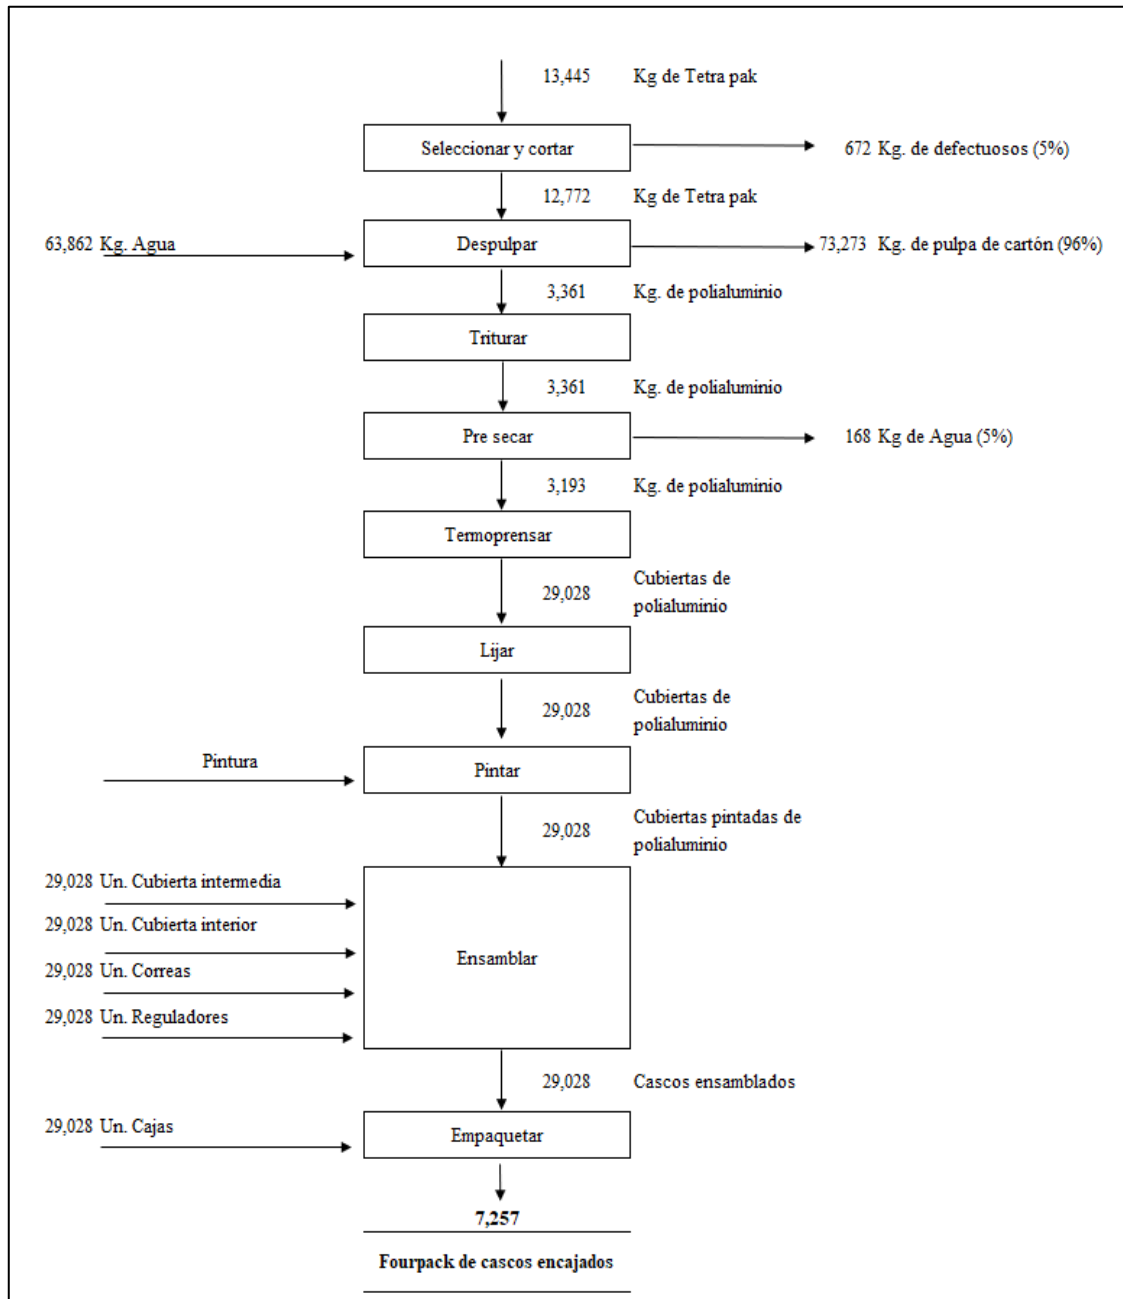 13,445 Kg de Tetra pak
Seleccionar y cortar
672 Kg. de defectuosos (5%)
12,772 Kg de Tetra pak
63,862 Kg. Agua
Despulpar
73,273 Kg. de pulpa de cartón (96%)
3,361 Kg. de polialuminio
Triturar
3,361 Kg. de polialuminio
Pre secar
168 Kg de Agua (5%)
3,193 Kg. de polialuminio
Termoprensar
29,028 Cubiertas de
polialuminio
Lijar
29,028 Cubiertas de
polialuminio
Pintura
Pintar
29,028 Cubiertas pintadas de
polialuminio
29,028 Un. Cubierta intermedia
29,028 Un. Cubierta interior
Ensamblar
29,028 Un. Correas
29,028 Un. Reguladores
29,028 Cascos ensamblados
29,028 Un. Cajas
Empaquetar
7,257
Fourpack de cascos encajados